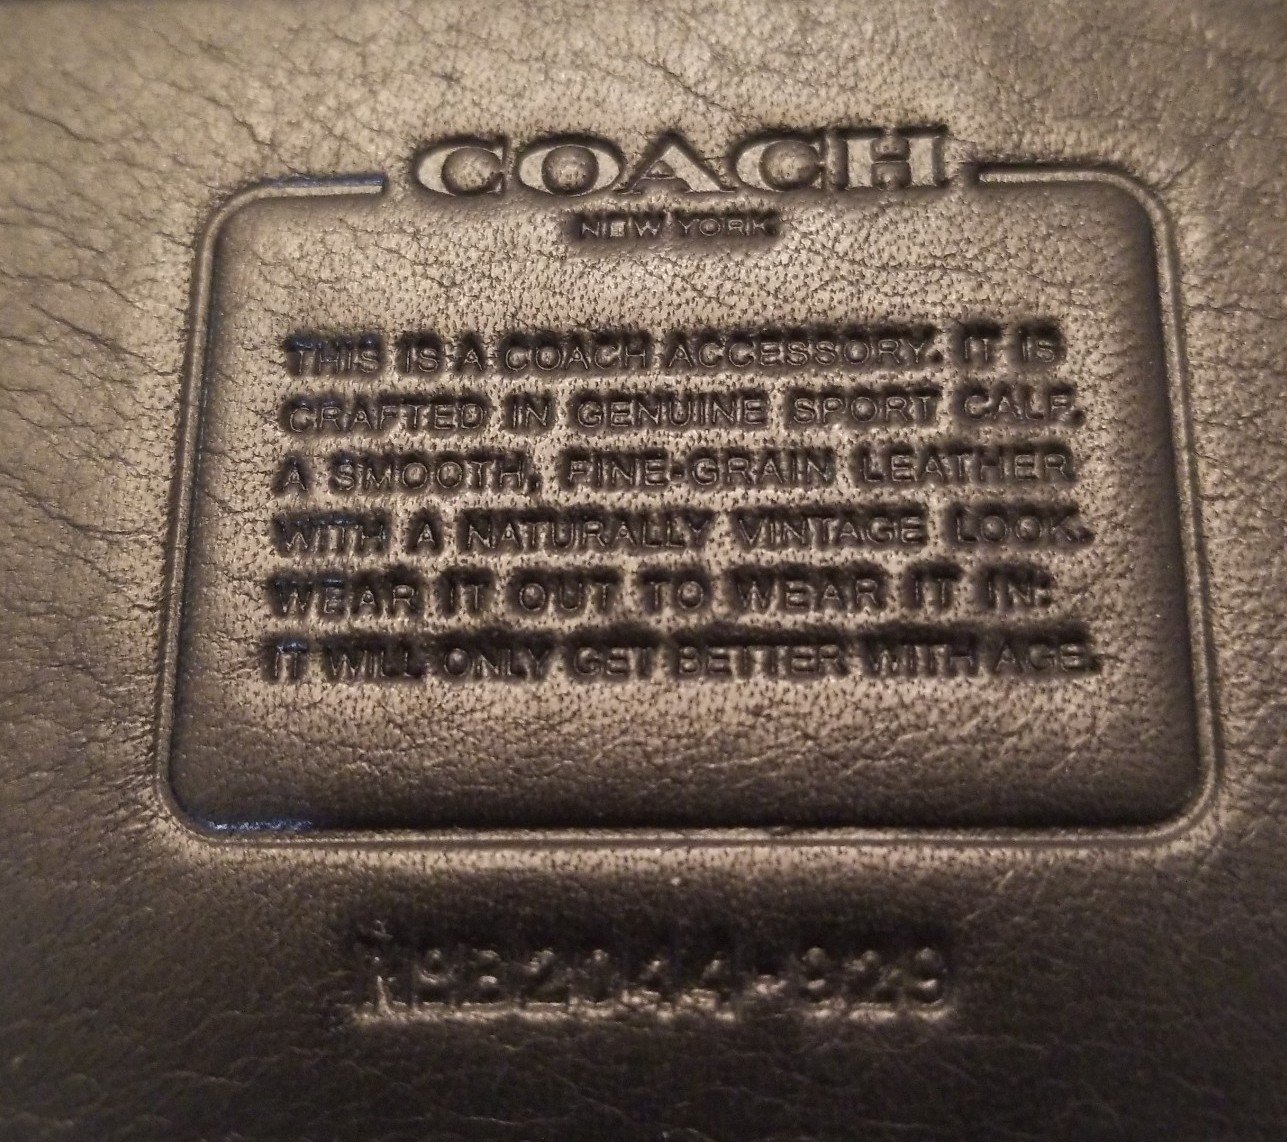 COACH
NEW YORK
THIS IS A COACH ACCESSORY. IT IS
CRAFTED IN GENUINE SPORT CALF,
A SMOOTH, FINE-GRAIN LEATHER
WITH A NATURALLY VINTAGE LOOK.
WEAR IT OUT TO WEAR IT IN:
IT WILL ONLY GET BETTER WITH AGE.